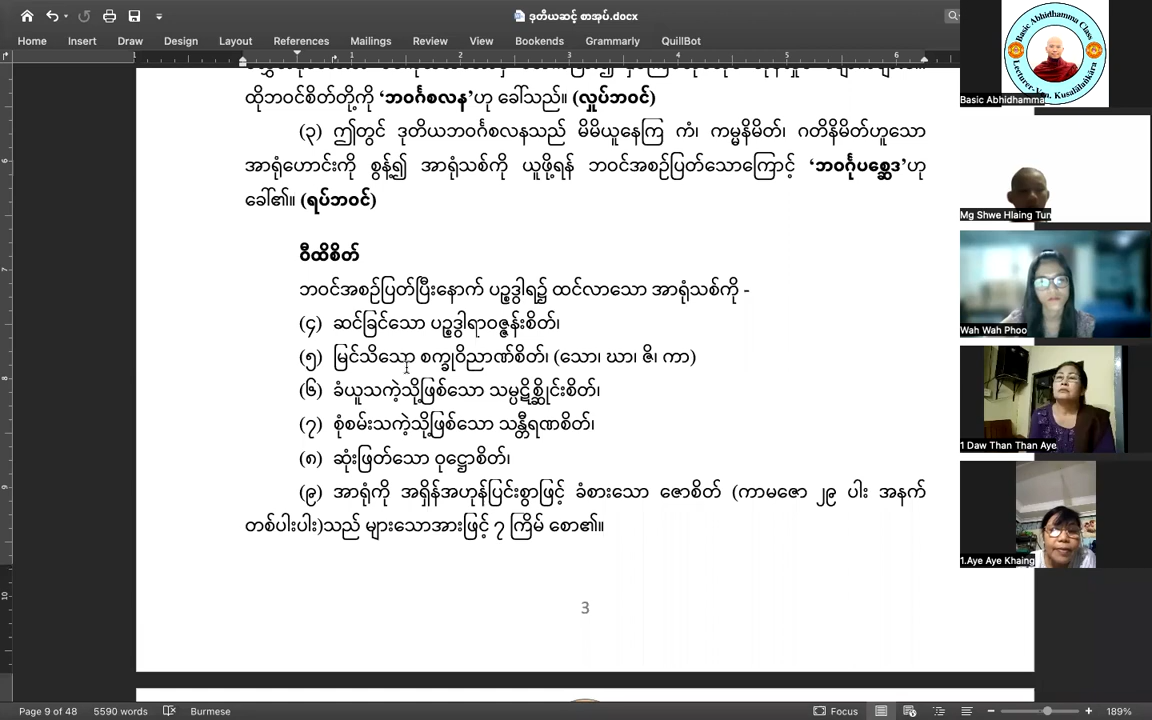 ဒုတိယဆင့် စာအုပ်.docx
Home Insert Draw Design Layout References Mailings Review View Bookends Grammarly QuillBot
ထိုဘဝင်စိတ်တို့ကို ‘ဘဝင်္ဂစလန’ဟု ခေါ်သည်။ (လှုပ်ဘဝင်)
(၃) ဤတွင် ဒုတိယဘဝင်္ဂစလနသည် မိမိယူနေကြ ကံ၊ ကမ္မနိမိတ်၊ ဂတိနိမိတ်ဟူသော
အာရုံဟောင်းကို စွန့်၍ အာရုံသစ်ကို ယူဖို့ရန် ဘဝင်အစဉ်ပြတ်သောကြောင့် ‘ဘဝင်္ဂုပစ္ဆေဒ’ဟု
ခေါ်၏။ (ရပ်ဘဝင်)
ဝီထိစိတ်
ဘဝင်အစဉ်ပြတ်ပြီးနောက် ပဉ္စဒွါရ၌ ထင်လာသော အာရုံသစ်ကို -
(၄) ဆင်ခြင်သော ပဉ္စဒွါရာဝဇ္ဇန်းစိတ်၊
(၅) မြင်သိသော စက္ခုဝိညာဏ်စိတ်၊ (သော၊ ဃာ၊ ဇိ၊ ကာ)
(၆) ခံယူသကဲ့သို့ဖြစ်သော သမ္ပဋိစ္ဆိုင်းစိတ်၊
(၇) စုံစမ်းသကဲ့သို့ဖြစ်သော သန္တီရဏစိတ်၊
(၈) ဆုံးဖြတ်သော ဝုဋ္ဌောစိတ်၊
(၉) အာရုံကို အရှိန်အဟုန်ပြင်းစွာဖြင့် ခံစားသော ဇောစိတ် (ကာမဇော ၂၉ ပါး အနက်
တစ်ပါးပါး)သည် များသောအားဖြင့် ၇ ကြိမ် စော၏။
3
Page 9 of 48 5590 words Burmese Focus 189%
Basic Abhidhamma Class
Lecturer-Ven. Kusalālaṅkāra
Basic Abhidhamma
Mg Shwe Hlaing Tun
Wah Wah Phoo
1 Daw Than Than Aye
1.Aye Aye Khaing